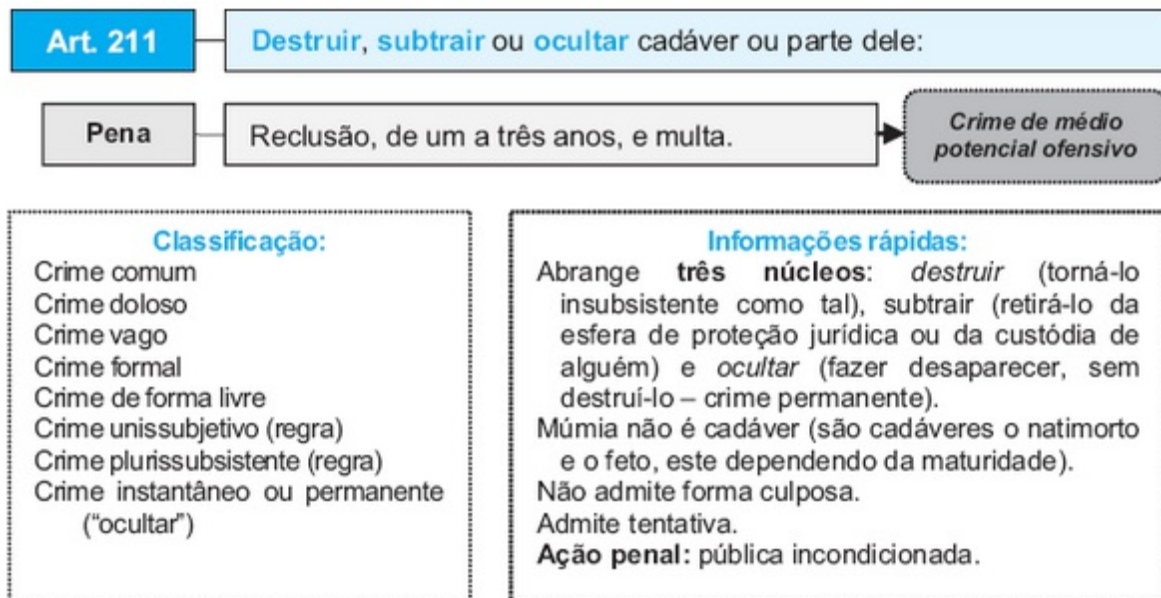 Art. 211
Destruir, subtrair ou ocultar cadáver ou parte dele:
Pena
Reclusão, de um a três anos, e multa.
Crime de médio
potencial ofensivo
Classificação:
Crime comum
Crime doloso
Crime vago
Crime formal
Crime de forma livre
Crime unissubjetivo (regra)
Crime plurissubsistente (regra)
Crime instantâneo ou permanente
(“ocultar”)
Informações rápidas:
Abrange três núcleos: destruir (torná-lo
insubsistente como tal), subtrair (retirá-lo da
esfera de proteção jurídica ou da custódia de
alguém) e ocultar (fazer desaparecer, sem
destruí-lo – crime permanente).
Múmia não é cadáver (são cadáveres o natimorto
e o feto, este dependendo da maturidade).
Não admite forma culposa.
Admite tentativa.
Ação penal: pública incondicionada.